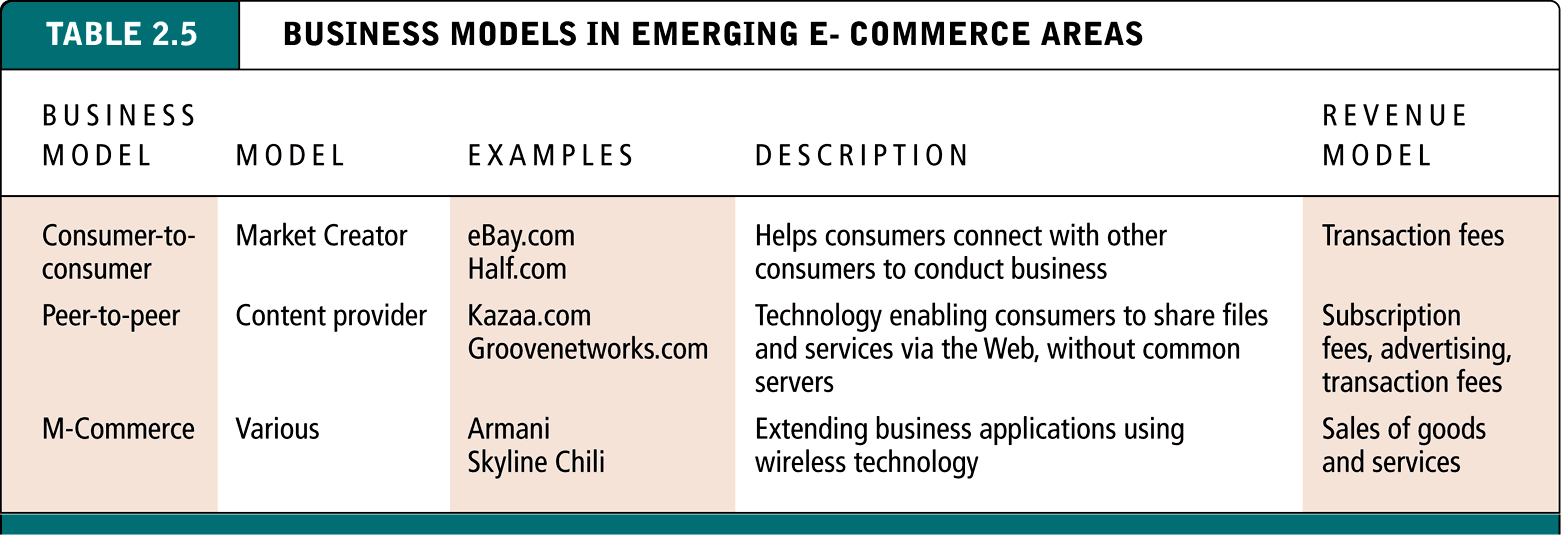 TABLE 2.5 BUSINESS MODELS IN EMERGING E- COMMERCE AREAS
BUSINESS
MODEL
MODEL
EXAMPLES
DESCRIPTION
REVENUE
MODEL
Consumer-to-
consumer
Market Creator
eBay.com
Half.com
Helps consumers connect with other
consumers to conduct business
Transaction fees
Peer-to-peer
Content provider
Kazaa.com
Groovenetworks.com
Technology enabling consumers to share files
and services via the Web, without common
servers
Subscription
fees, advertising,
transaction fees
M-Commerce
Various
Armani
Skyline Chili
Extending business applications using
wireless technology
Sales of goods
and services